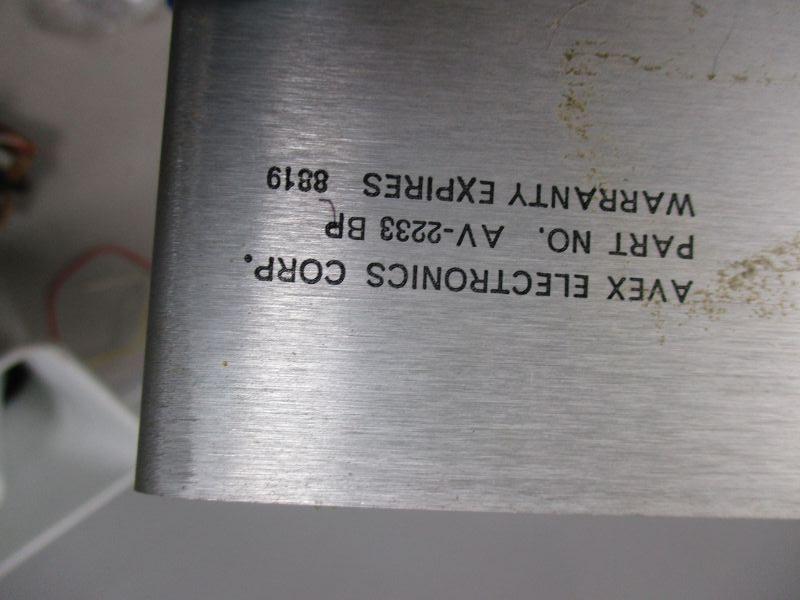 AVEX ELECTRONICS CORP.
PART NO. AV-2233 BP
WARRANTY EXPIRES 8819